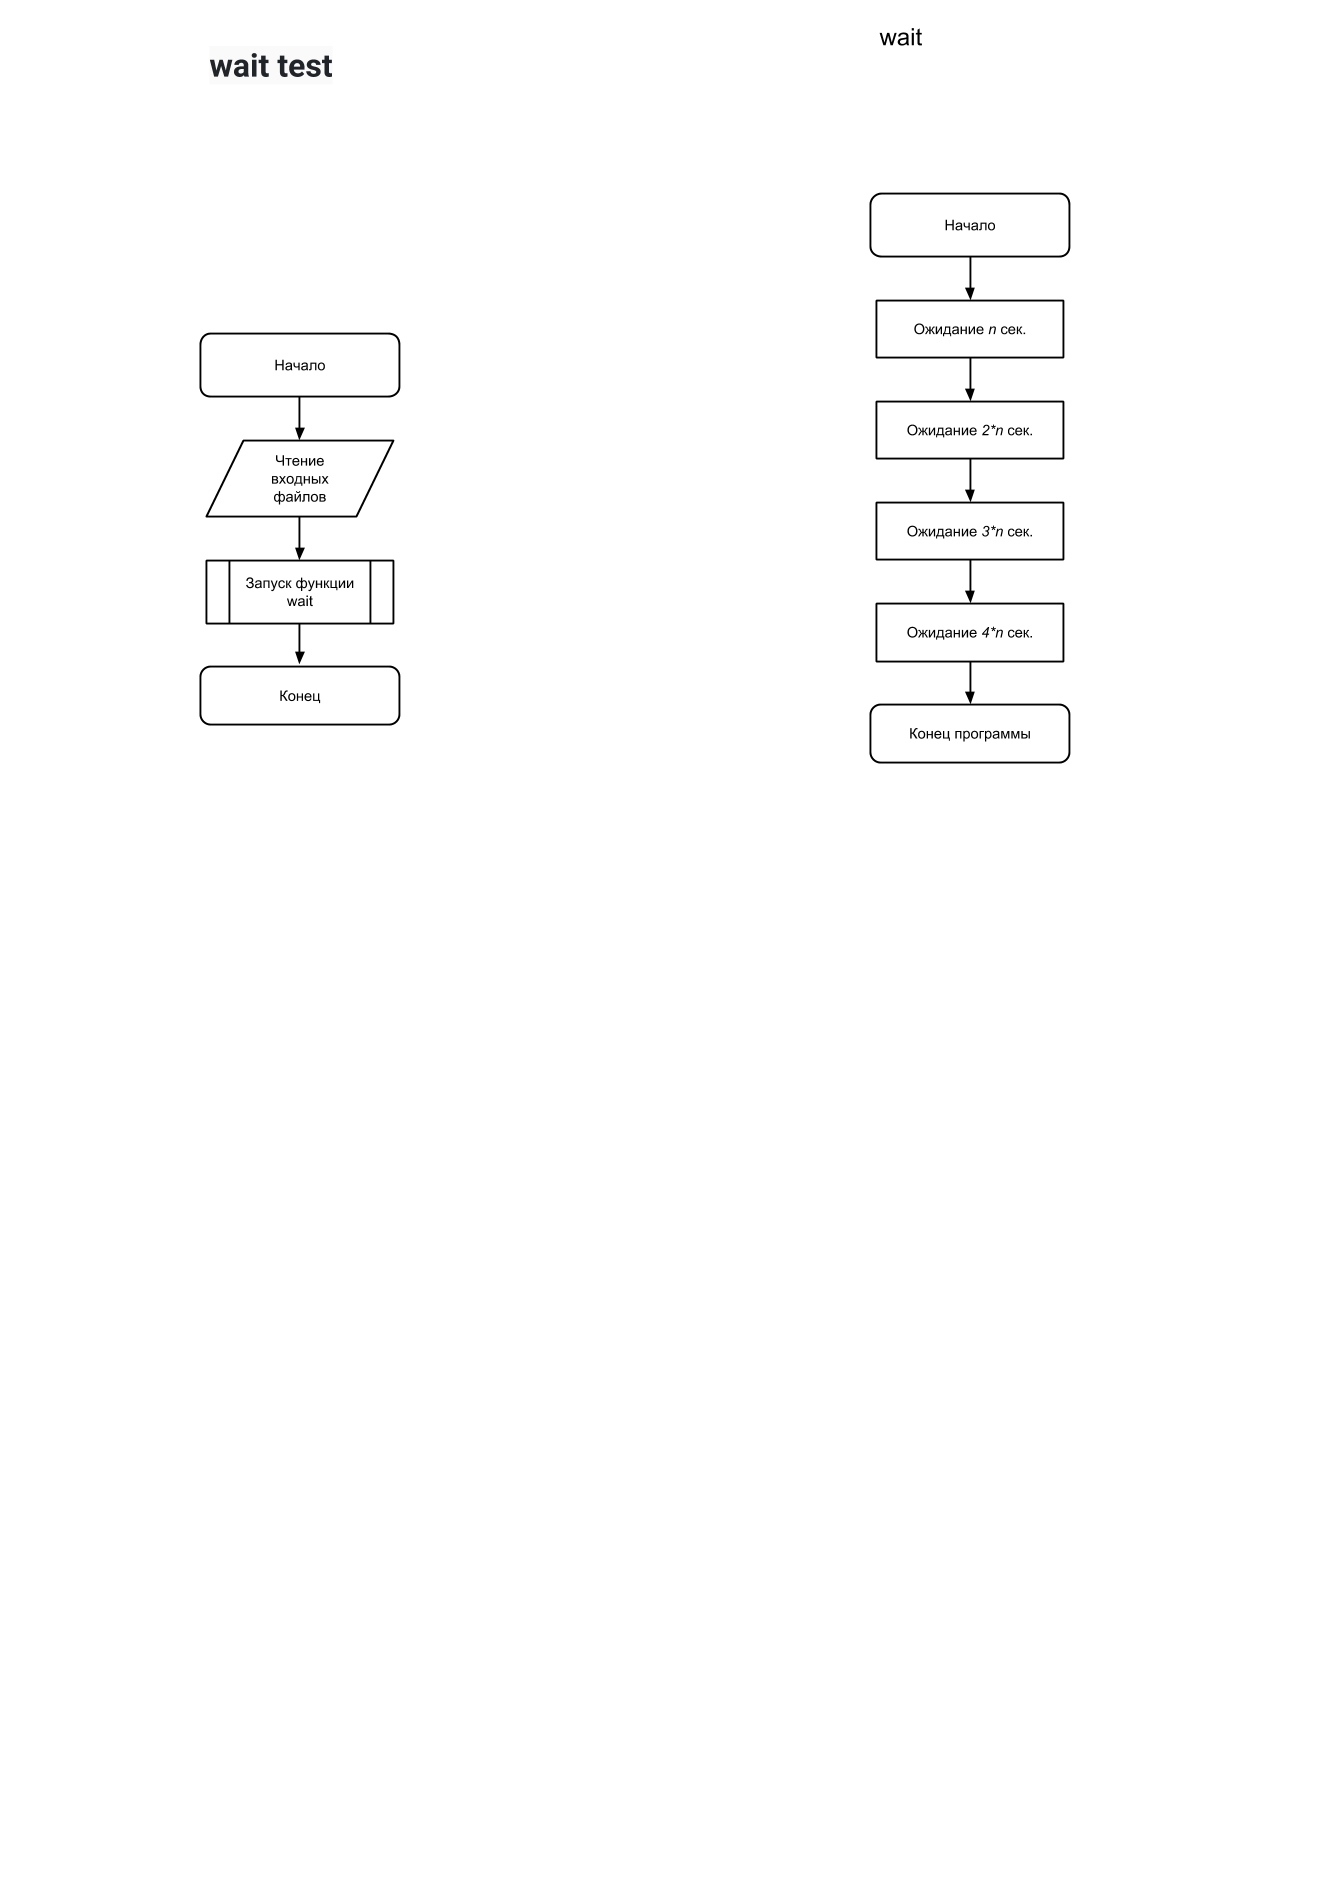 wait test
Начало
Чтение
входных
файлов
Запуск функции
wait
Конец
wait
Начало
Ожидание n сек.
Ожидание 2*n сек.
Ожидание 3*n сек.
Ожидание 4*n сек.
Конец программы